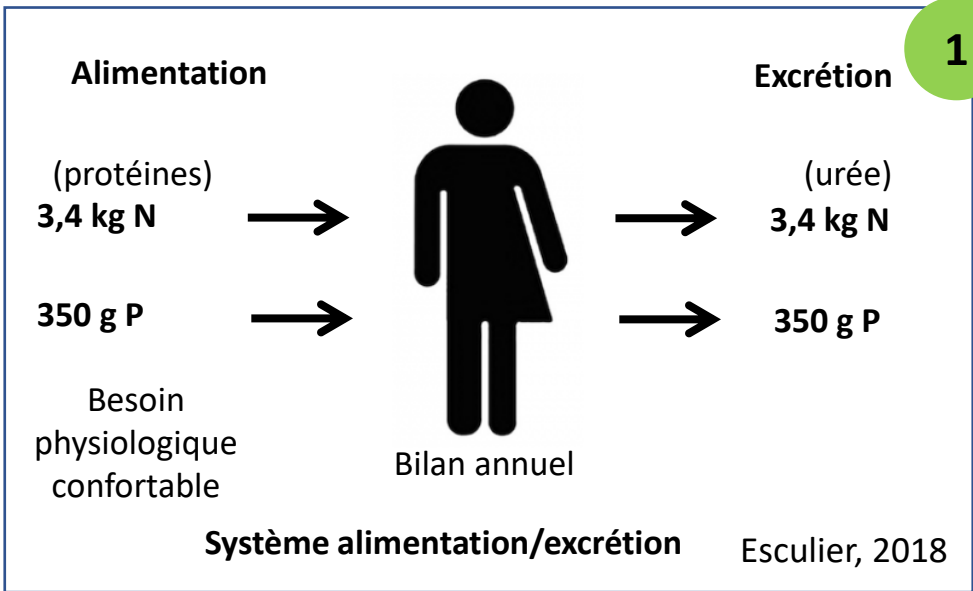 1
Alimentation
Excrétion
(protéines)
3,4 kg N
(urée)
3,4 kg N
350 g P
350 g P
Besoin
physiologique
confortable
Bilan annuel
Système alimentation/excrétion
Esculier, 2018